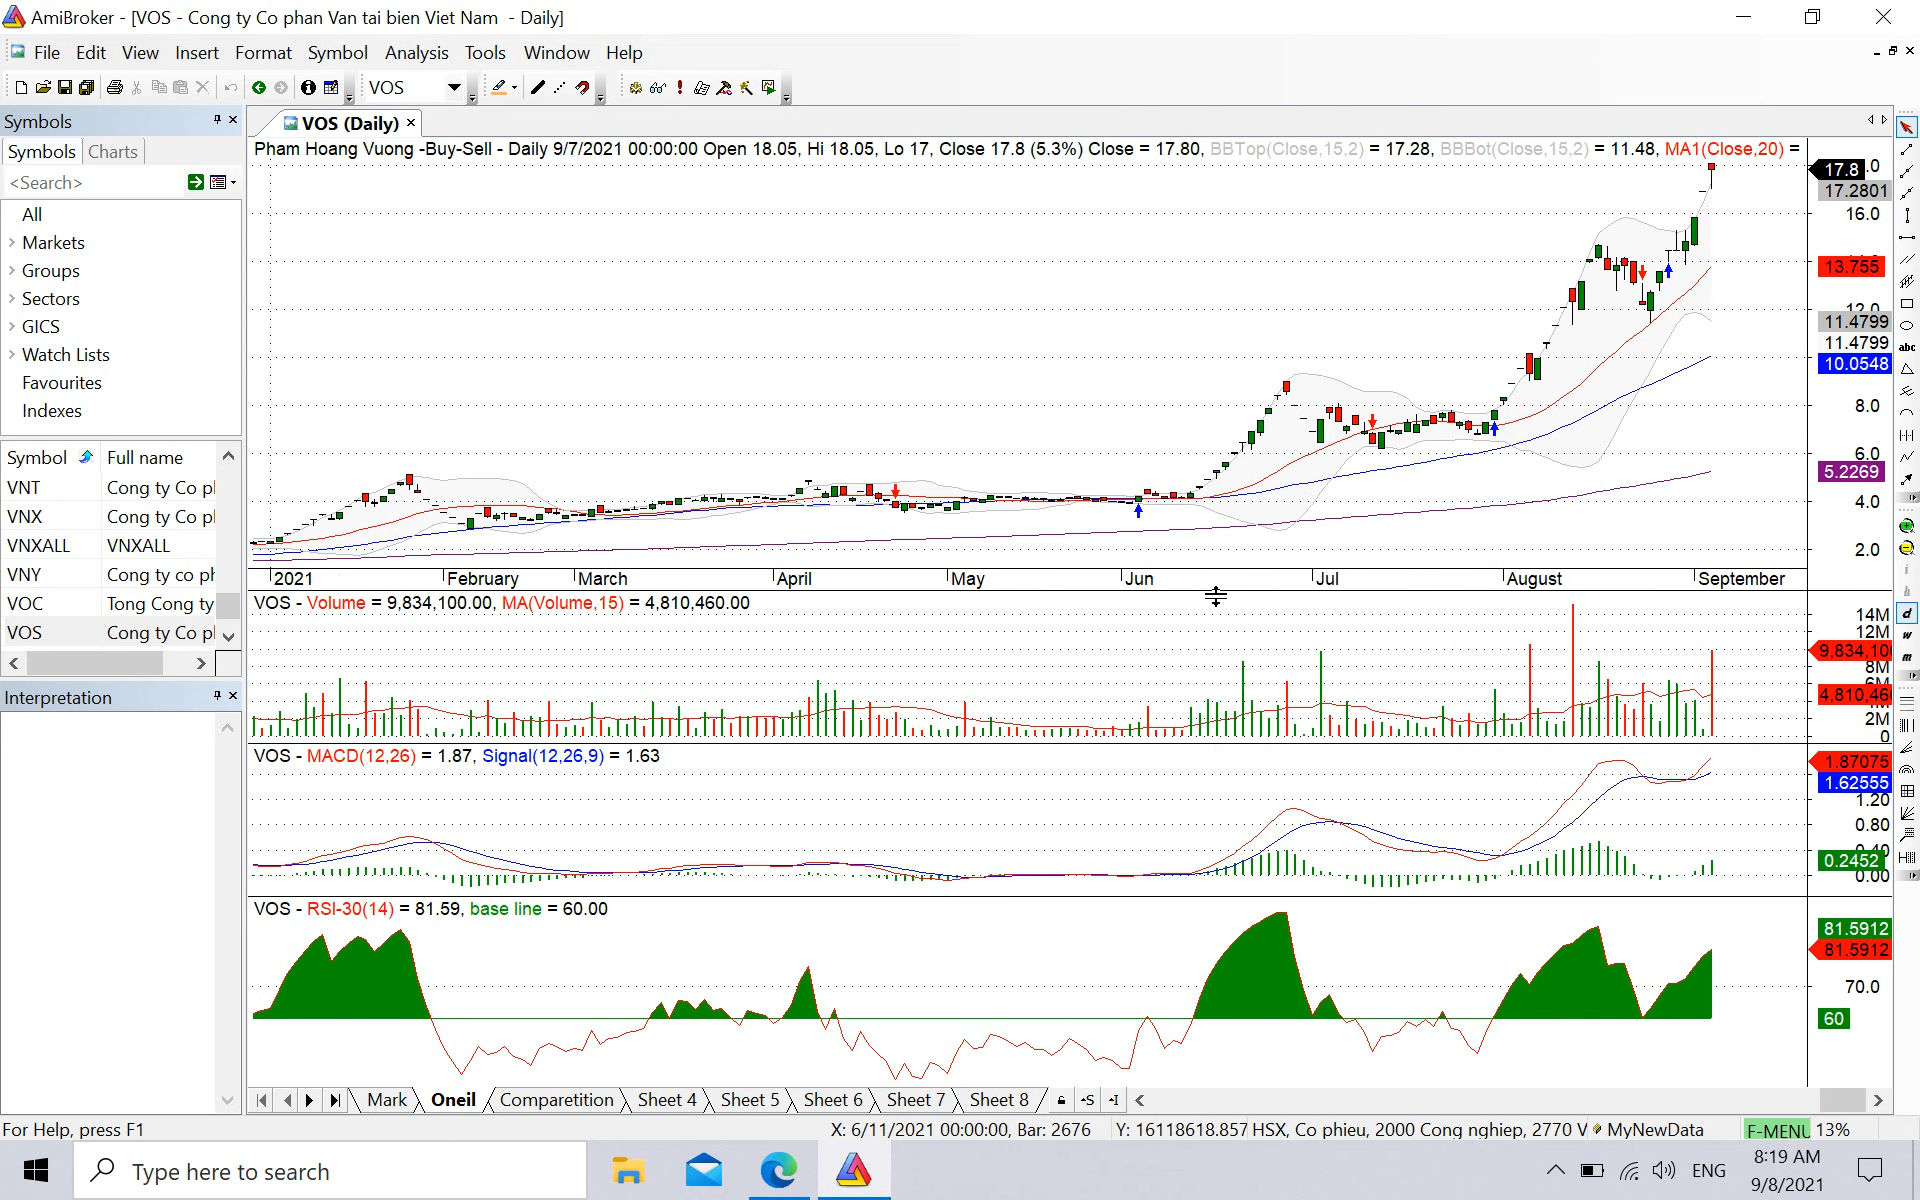 AmiBroker - [VOS - Cong ty Co phan Van tai bien Viet Nam - Daily]
File Edit View Insert Format Symbol Analysis Tools Window Help
VOS
Symbols
Symbols Charts
<Search>
All
Markets
Groups
Sectors
GICS
Watch Lists
Favourites
Indexes
Symbol Full name
VNT Cong ty Co pl
VNX Cong ty Co pl
VNXALL VNXALL
VNY Cong ty co ph
VOC Tong Cong ty
VOS Cong ty Co pl
Interpretation
VOS (Daily)
Pham Hoang Vuong -Buy-Sell - Daily 9/7/2021 00:00:00 Open 18.05, Hi 18.05, Lo 17, Close 17.8 (5.3%) Close = 17.80, BBTop(Close,15,2) = 17.28, BBBot(Close,15,2) = 11.48, MA1(Close,20) =
17.8
17.2801
16.0
13.755
12.0
11.4799
11.4799
10.0548
8.0
6.0
5.2269
4.0
2.0
2021 February March April May Jun Jul August September
VOS - Volume = 9,834,100.00, MA(Volume,15) = 4,810,460.00
14M
12M
9,834,10
8M
6M
4,810,46
2M
0
VOS - MACD(12,26) = 1.87, Signal(12,26,9) = 1.63
1.87075
1.62555
1.20
0.80
0.40
0.2452
0.00
VOS - RSI-30(14) = 81.59, base line = 60.00
81.5912
81.5912
70.0
60
Mark Oneil Comparetition Sheet 4 Sheet 5 Sheet 6 Sheet 7 Sheet 8
For Help, press F1 X: 6/11/2021 00:00:00, Bar: 2676 Y: 16118618.857 HSX, Co phieu, 2000 Cong nghiep, 2770 V MyNewData F-MENU 13%
Type here to search
ENG
8:19 AM
9/8/2021
abc
d
w
m